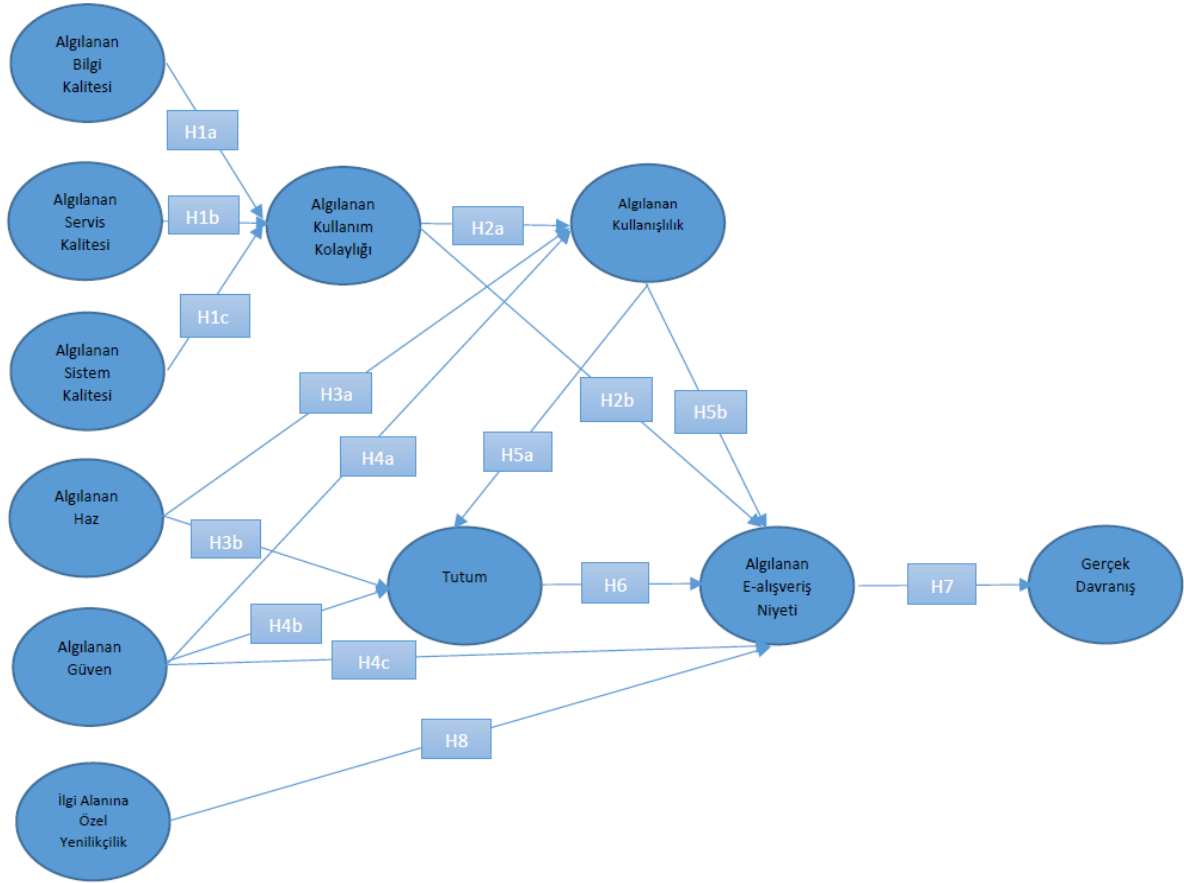 Algılanan
Bilgi
Kalitesi
H1a
Algılanan
Servis
Kalitesi
H1b
Algılanan
Kullanım
Kolaylığı
H2a
Algılanan
Kullanışlılık
H1c
Algılanan
Sistem
Kalitesi
H3a
H2b
H5b
H4a
H5a
Algılanan
Haz
H3b
Tutum
H6
Algılanan
E-alışveriş
Niyeti
H7
Gerçek
Davranış
H4b
Algılanan
Güven
H4c
H8
İlgi Alanına
Özel
Yenilikçilik